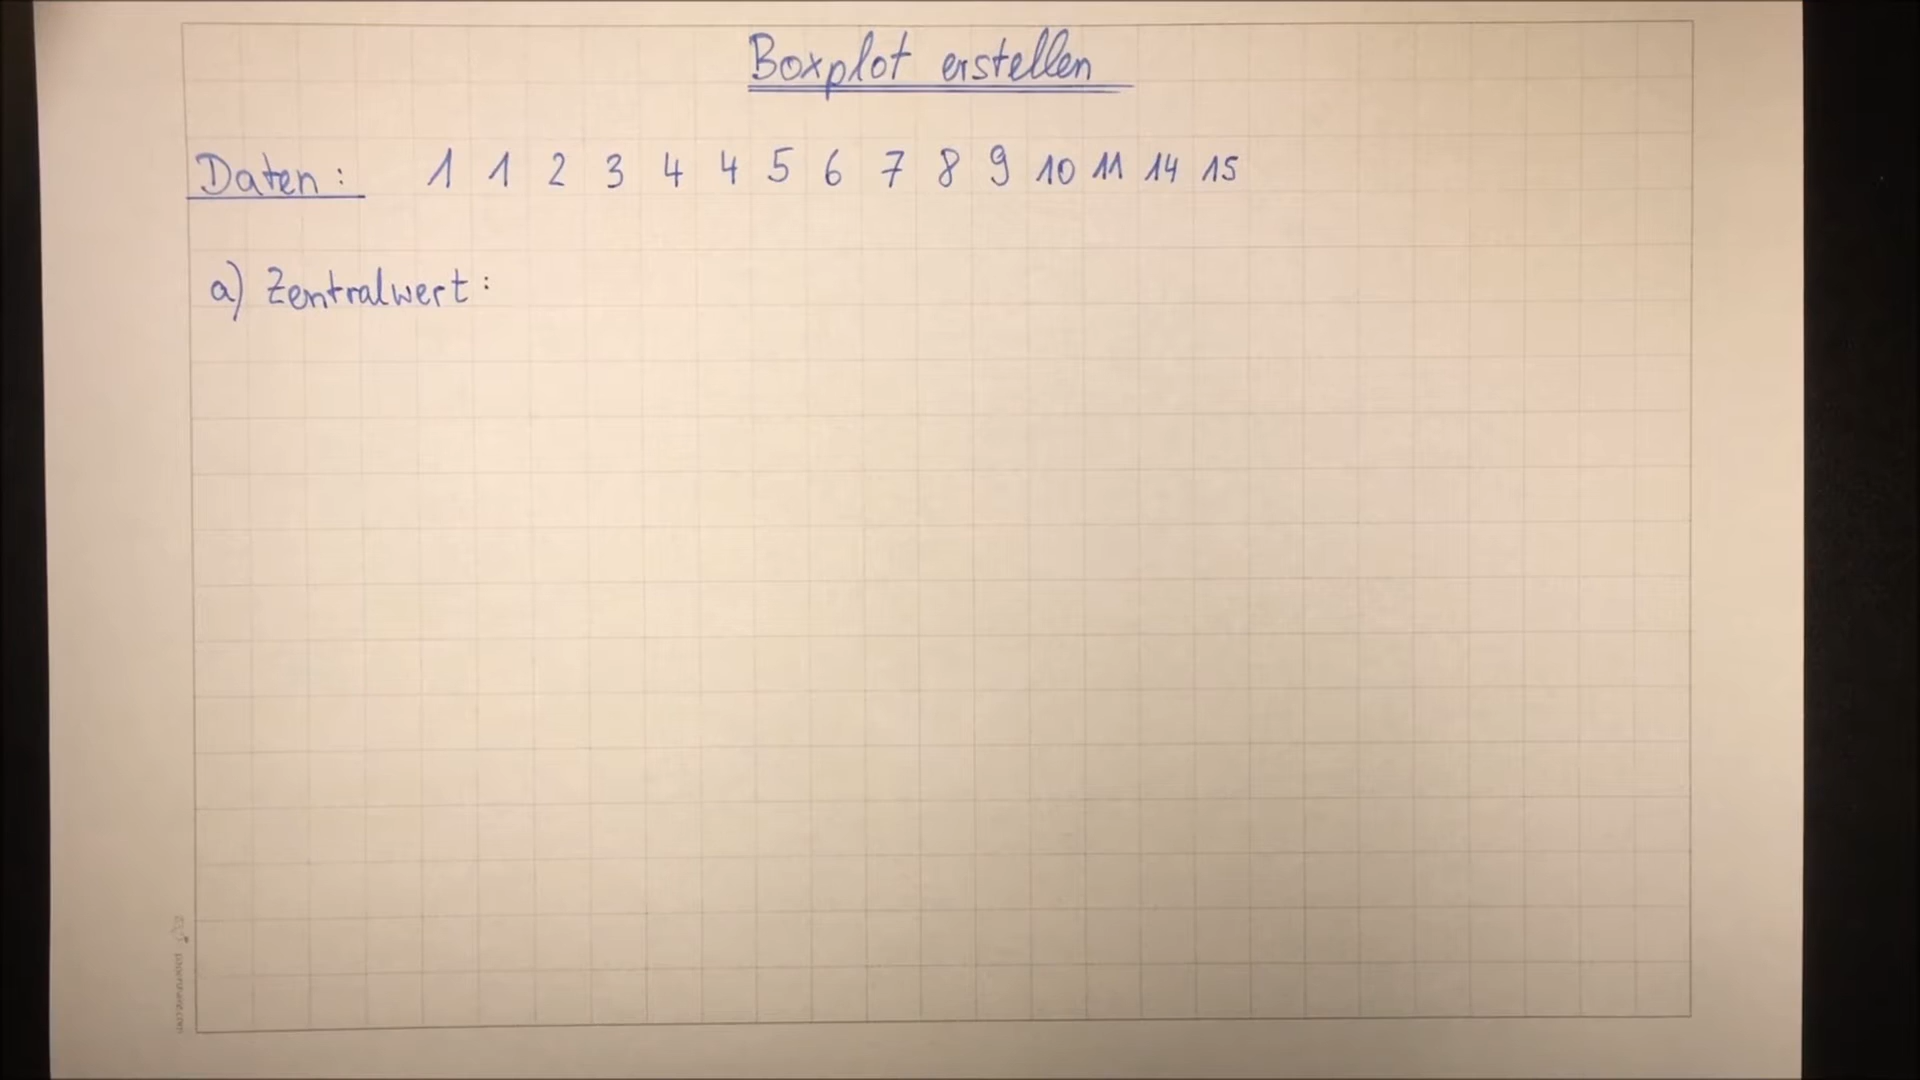 Boxplot erstellen
Daten: 1 1 2 3 4 4 5 6 7 8 9 10 11 14 15
a) Zentralwert: